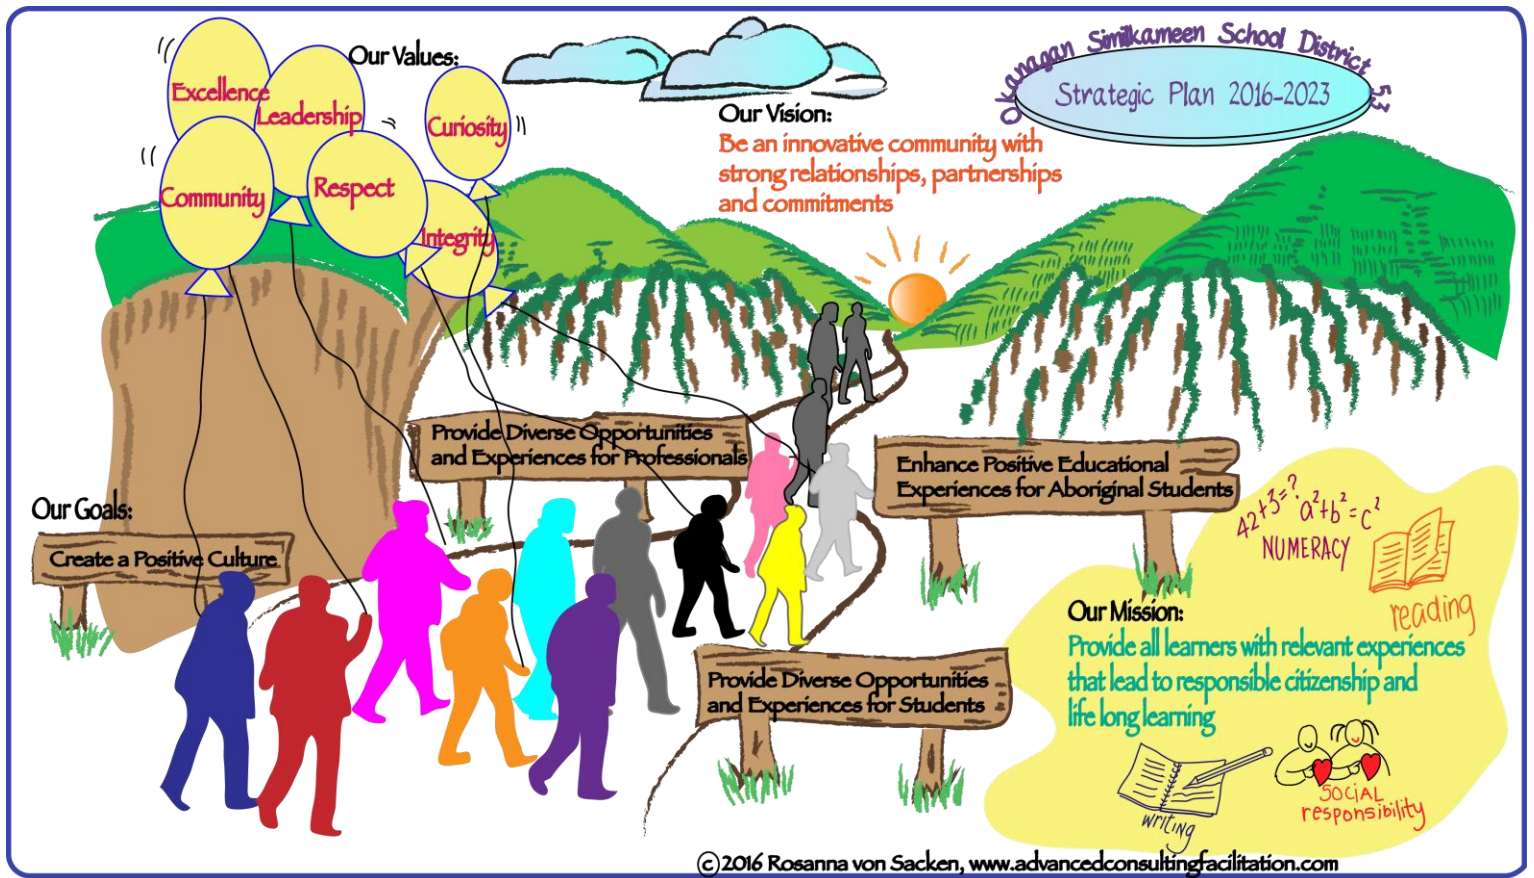 Our Values:
Excellence
Leadership
Curiosity
Community
Respect
Integrity
Our Vision:
Be an innovative community with
strong relationships, partnerships
and commitments
Okanagan Similkameen School District 53
Strategic Plan 2016-2023
Our Goals:
Create a Positive Culture
Provide Diverse Opportunities
and Experiences for Professionals
Enhance Positive Educational
Experiences for Aboriginal Students
Provide Diverse Opportunities
and Experiences for Students
42+3=?
a²+b²=c²
NUMERACY
reading
Our Mission:
Provide all learners with relevant experiences
that lead to responsible citizenship and
life long learning
writing
SOCIAL
responsibility
©2016 Rosanna von Sacken, www.advancedconsultingfacilitation.com